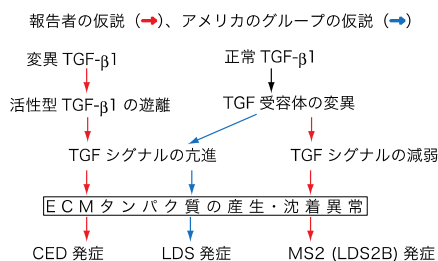 報告者の仮説（→）、アメリカのグループの仮説（→）
変異 TGF-β1
正常 TGF-β1
活性型 TGF-β1 の遊離
TGF 受容体の変異
TGF シグナルの亢進
TGF シグナルの減弱
ECMタンパク質の産生・沈着異常
CED 発症
LDS 発症
MS2 (LDS2B) 発症